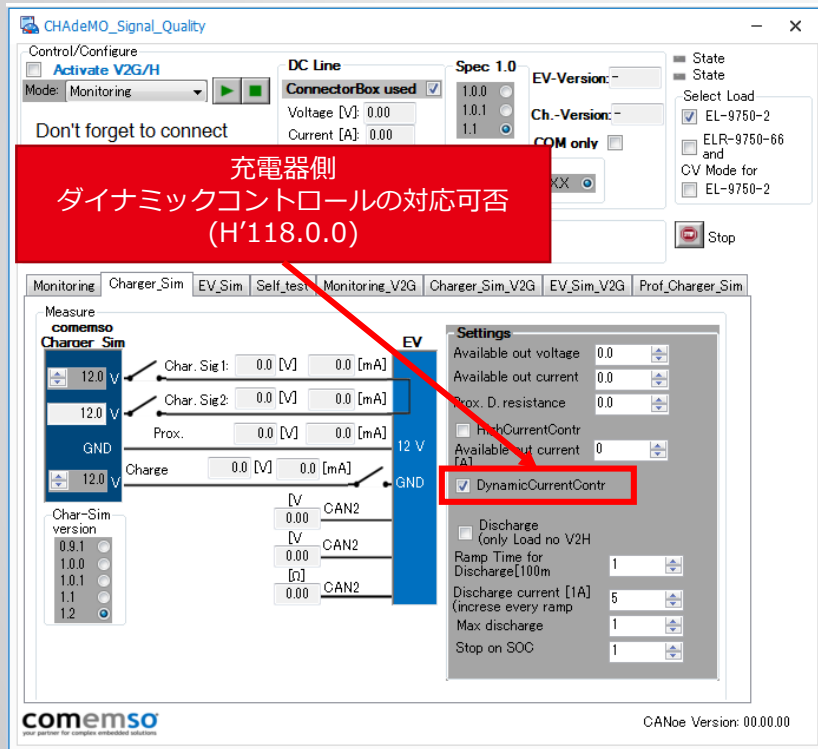 CHAdeMO_Signal_Quality
Control/Configure
Activate V2G/H
Mode: Monitoring
Don't forget to connect
DC Line
ConnectorBox used
Voltage [V]: 0.00
Current [A]: 0.00
Spec 1.0
1.0.0
1.0.1
1.1
EV-Version: -
Ch.-Version: -
COM only
XX
State
State
Select Load
EL-9750-2
ELR-9750-66
and
CV Mode for
EL-9750-2
Stop
充電器側
ダイナミックコントロールの対応可否
(H'118.0.0)
Monitoring Charger_Sim EV_Sim Self_test Monitoring_V2G Charger_Sim_V2G EV_Sim_V2G Prof_Charger_Sim
Measure
comemso
Charger Sim
EV
12.0 V
Char. Sig1: 0.0 [V] 0.0 [mA]
12.0 V
Char. Sig2: 0.0 [V] 0.0 [mA]
Prox. 0.0 [V] 0.0 [mA]
GND
12 V
12.0 V
Charge 0.0 [V] 0.0 [mA]
GND
[V
0.00 CAN2
[V
0.00 CAN2
[Ω]
0.00 CAN2
Char-Sim
version
0.9.1
1.0.0
1.0.1
1.1
1.2
Settings
Available out voltage 0.0
Available out current 0.0
Prox. D. resistance 0.0
HighCurrentContr
Available out current 0
[A]
DynamicCurrentContr
Discharge
(only Load no V2H
Ramp Time for
Discharge[100m 1
Discharge current [1A]
(increse every ramp 5
Max discharge 1
Stop on SOC 1
comemso
your partner for complex embedded solutions
CANoe Version: 00.00.00